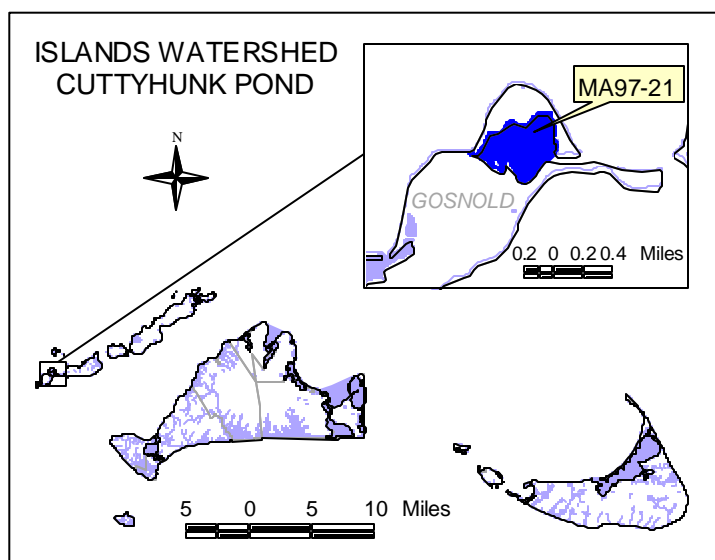 ISLANDS WATERSHED
CUTTYHUNK POND
MA97-21
N
GOSNOLD
0.2 0 0.2 0.4 Miles
5 0 5 10 Miles